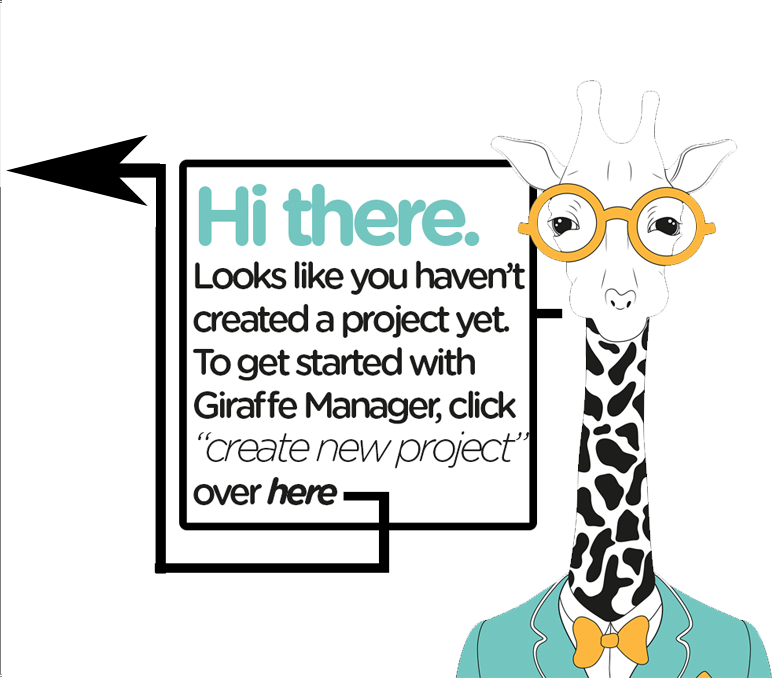 Hi there.
Looks like you haven’t
created a project yet.
To get started with
Giraffe Manager, click
“create new project”
over here